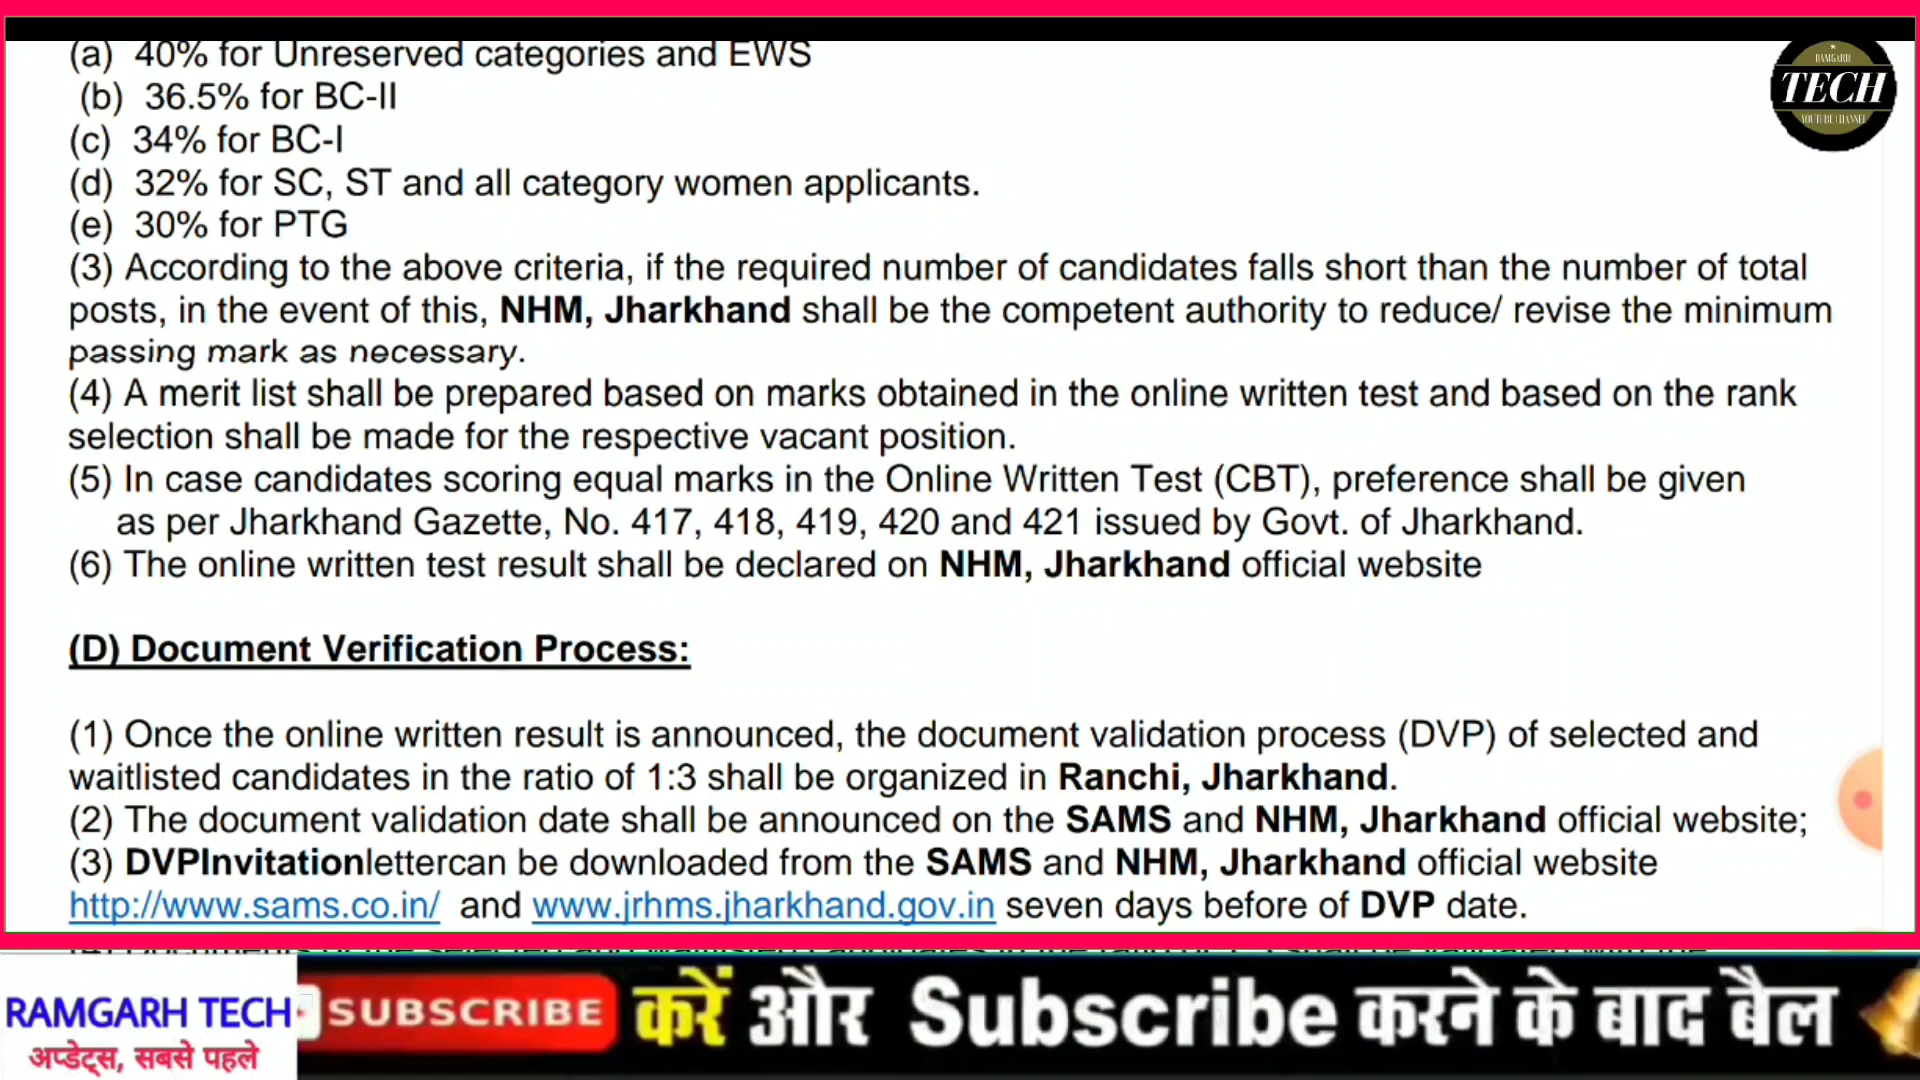 (a) 40% for Unreserved categories and EWS
(b) 36.5% for BC-II
(c) 34% for BC-I
(d) 32% for SC, ST and all category women applicants.
(e) 30% for PTG
(3) According to the above criteria, if the required number of candidates falls short than the number of total
posts, in the event of this, NHM, Jharkhand shall be the competent authority to reduce/ revise the minimum
passing mark as necessary.
(4) A merit list shall be prepared based on marks obtained in the online written test and based on the rank
selection shall be made for the respective vacant position.
(5) In case candidates scoring equal marks in the Online Written Test (CBT), preference shall be given
as per Jharkhand Gazette, No. 417, 418, 419, 420 and 421 issued by Govt. of Jharkhand.
(6) The online written test result shall be declared on NHM, Jharkhand official website
(D) Document Verification Process:
(1) Once the online written result is announced, the document validation process (DVP) of selected and
waitlisted candidates in the ratio of 1:3 shall be organized in Ranchi, Jharkhand.
(2) The document validation date shall be announced on the SAMS and NHM, Jharkhand official website;
(3) DVPInvitationlettercan be downloaded from the SAMS and NHM, Jharkhand official website
http://www.sams.co.in/ and www.jrhms.jharkhand.gov.in seven days before of DVP date.
RAMGARH
TECH
YOUTUBE CHANNEL
RAMGARH TECH
अप्डेट्स, सबसे पहले
SUBSCRIBE करें और Subscribe करने के बाद बैल